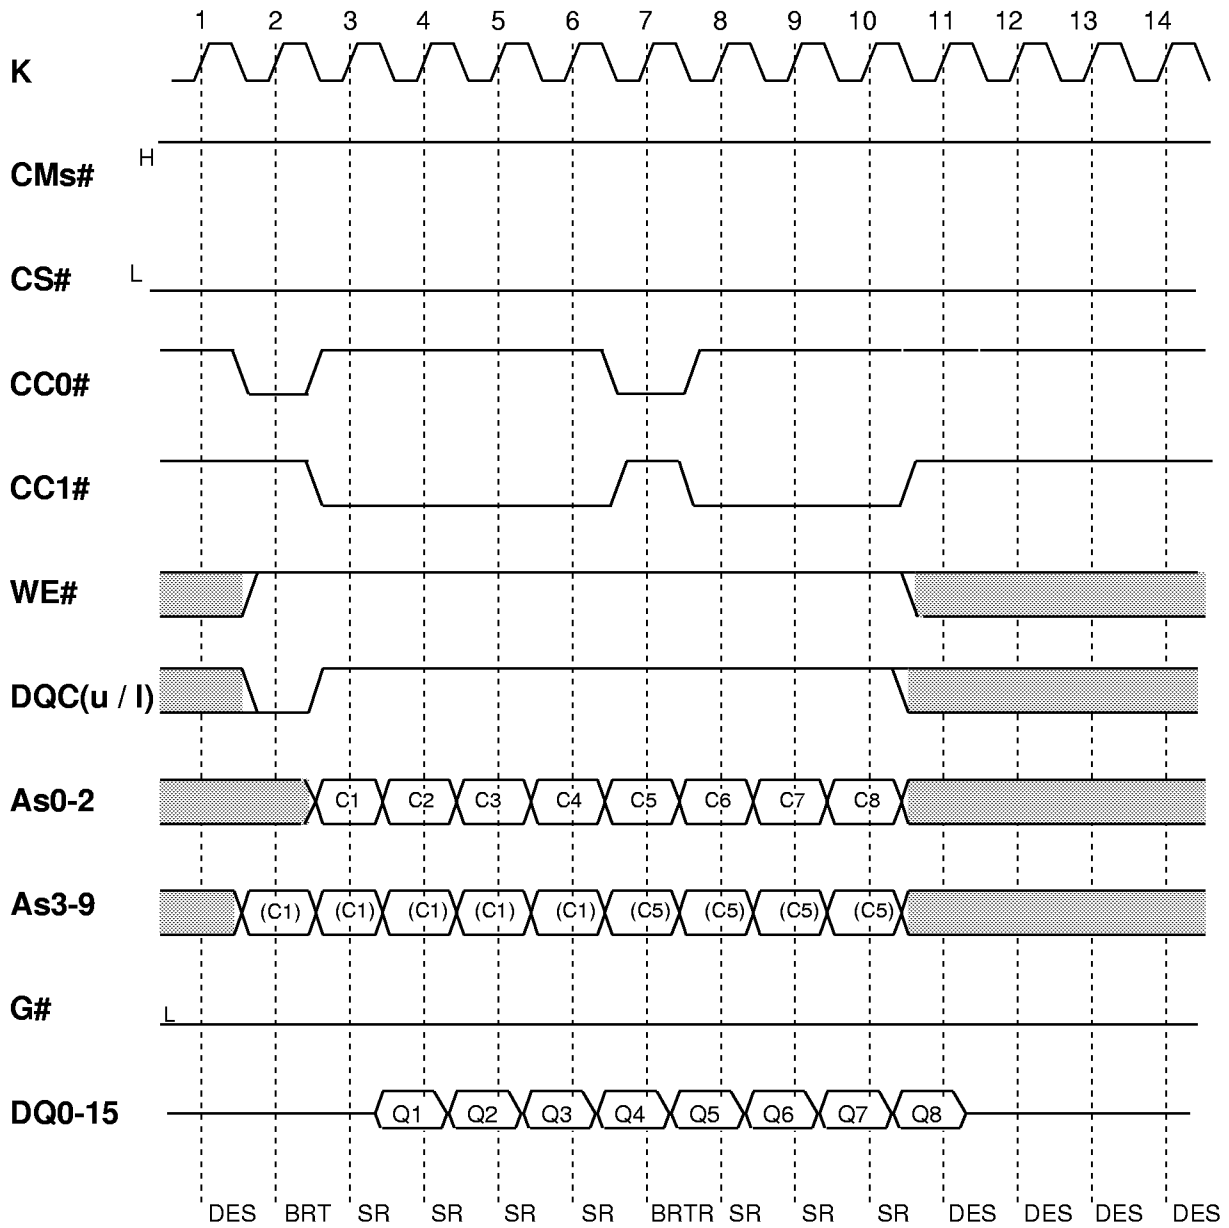 1 2 3 4 5 6 7 8 9 10 11 12 13 14
K
H
CMs#
L
CS#
CC0#
CC1#
WE#
DQC(u / l)
As0-2 C1 C2 C3 C4 C5 C6 C7 C8
As3-9 (C1) (C1) (C1) (C1) (C1) (C5) (C5) (C5) (C5)
G# L
DQ0-15 Q1 Q2 Q3 Q4 Q5 Q6 Q7 Q8
DES BRT SR SR SR SR BRTR SR SR SR DES DES DES DES